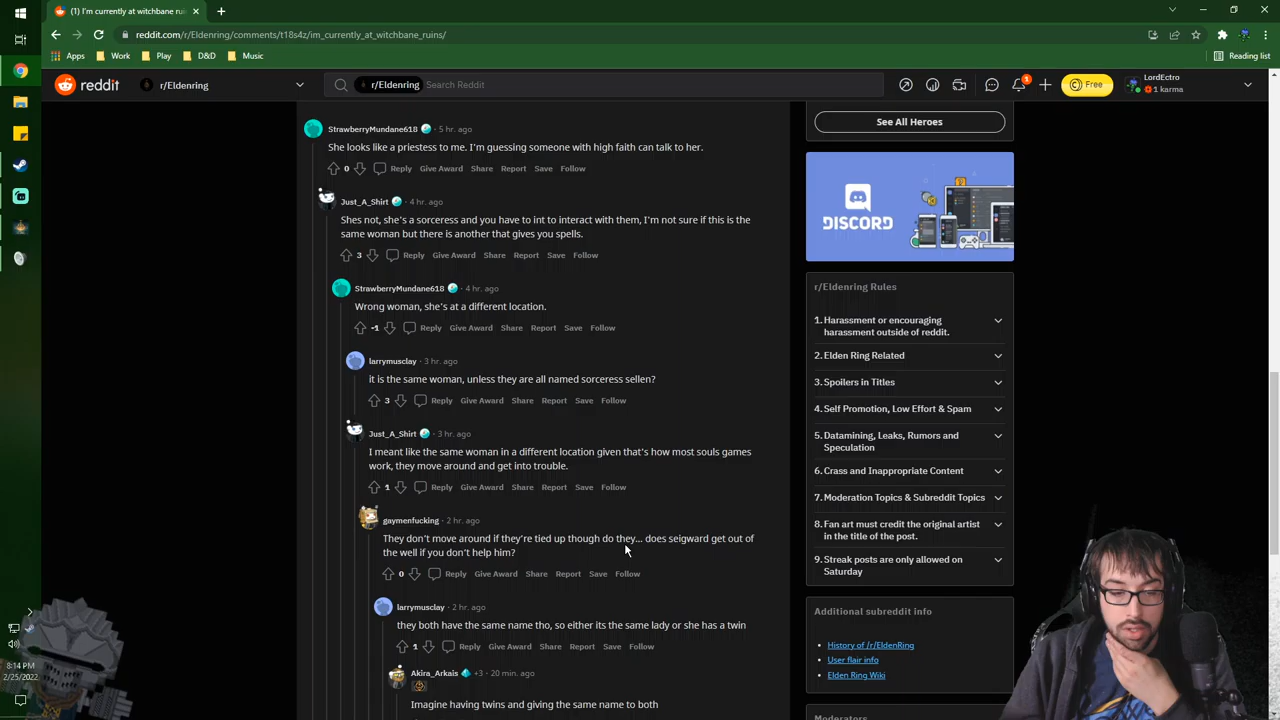 (1) I'm currently at witchbane ruin
reddit.com/r/Eldenring/comments/t18s4z/im_currently_at_witchbane_ruins/
Apps Work Play D&D Music Reading list
reddit r/Eldenring r/Eldenring Search Reddit 1 Free LordEctro
1 karma
StrawberryMundane618 · 5 hr. ago
She looks like a priestess to me. I'm guessing someone with high faith can talk to her.
0 Reply Give Award Share Report Save Follow
Just_A_Shirt · 4 hr. ago
Shes not, she's a sorceress and you have to int to interact with them, I'm not sure if this is the
same woman but there is another that gives you spells.
3 Reply Give Award Share Report Save Follow
StrawberryMundane618 · 4 hr. ago
Wrong woman, she's at a different location.
-1 Reply Give Award Share Report Save Follow
larrymusclay · 3 hr. ago
it is the same woman, unless they are all named sorceress sellen?
3 Reply Give Award Share Report Save Follow
Just_A_Shirt · 3 hr. ago
I meant like the same woman in a different location given that's how most souls games
work, they move around and get into trouble.
1 Reply Give Award Share Report Save Follow
gaymenfucking · 2 hr. ago
They don't move around if they're tied up though do they... does seigward get out of
the well if you don't help him?
0 Reply Give Award Share Report Save Follow
larrymusclay · 2 hr. ago
they both have the same name tho, so either its the same lady or she has a twin
1 Reply Give Award Share Report Save Follow
Akira_Arkais +3 · 20 min. ago
Imagine having twins and giving the same name to both
See All Heroes
DISCORD
r/Eldenring Rules
1. Harassment or encouraging
harassment outside of reddit.
2. Elden Ring Related
3. Spoilers in Titles
4. Self Promotion, Low Effort & Spam
5. Datamining, Leaks, Rumors and
Speculation
6. Crass and Inappropriate Content
7. Moderation Topics & Subreddit Topics
8. Fan art must credit the original artist
in the title of the post.
9. Streak posts are only allowed on
Saturday
Additional subreddit info
History of /r/EldenRing
User flair info
Elden Ring Wiki
Moderators
8:14 PM
2/25/2022